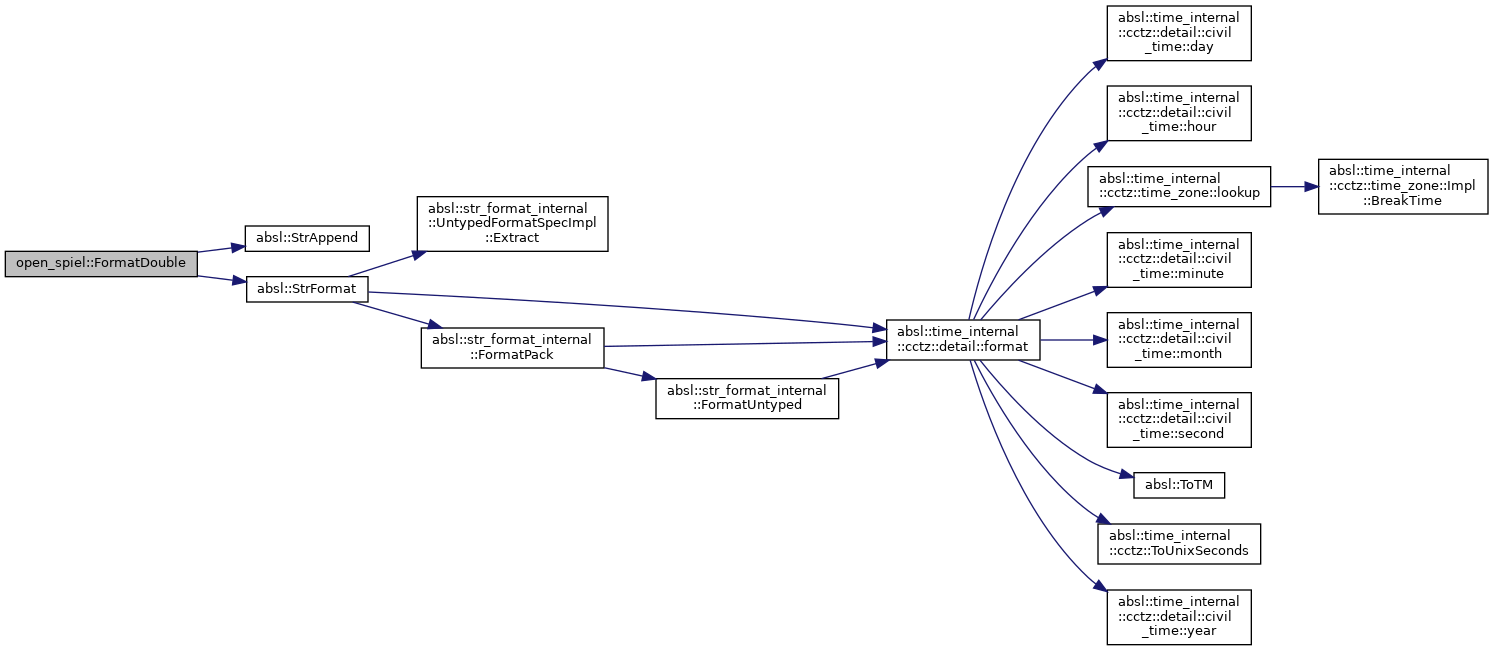 open_spiel::FormatDouble
absl::StrAppend
absl::StrFormat
absl::str_format_internal
::UntypedFormatSpecImpl
::Extract
absl::str_format_internal
::FormatPack
absl::str_format_internal
::FormatUntyped
absl::time_internal
::cctz::detail::format
absl::time_internal
::cctz::detail::civil
_time::day
absl::time_internal
::cctz::detail::civil
_time::hour
absl::time_internal
::cctz::time_zone::lookup
absl::time_internal
::cctz::time_zone::Impl
::BreakTime
absl::time_internal
::cctz::detail::civil
_time::minute
absl::time_internal
::cctz::detail::civil
_time::month
absl::time_internal
::cctz::detail::civil
_time::second
absl::ToTM
absl::time_internal
::cctz::ToUnixSeconds
absl::time_internal
::cctz::detail::civil
_time::year